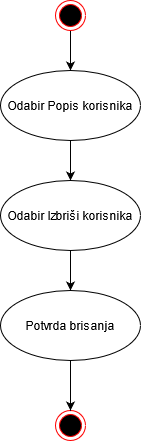 Odabir Popis korisnika
Odabir Izbriši korisnika
Potvrda brisanja